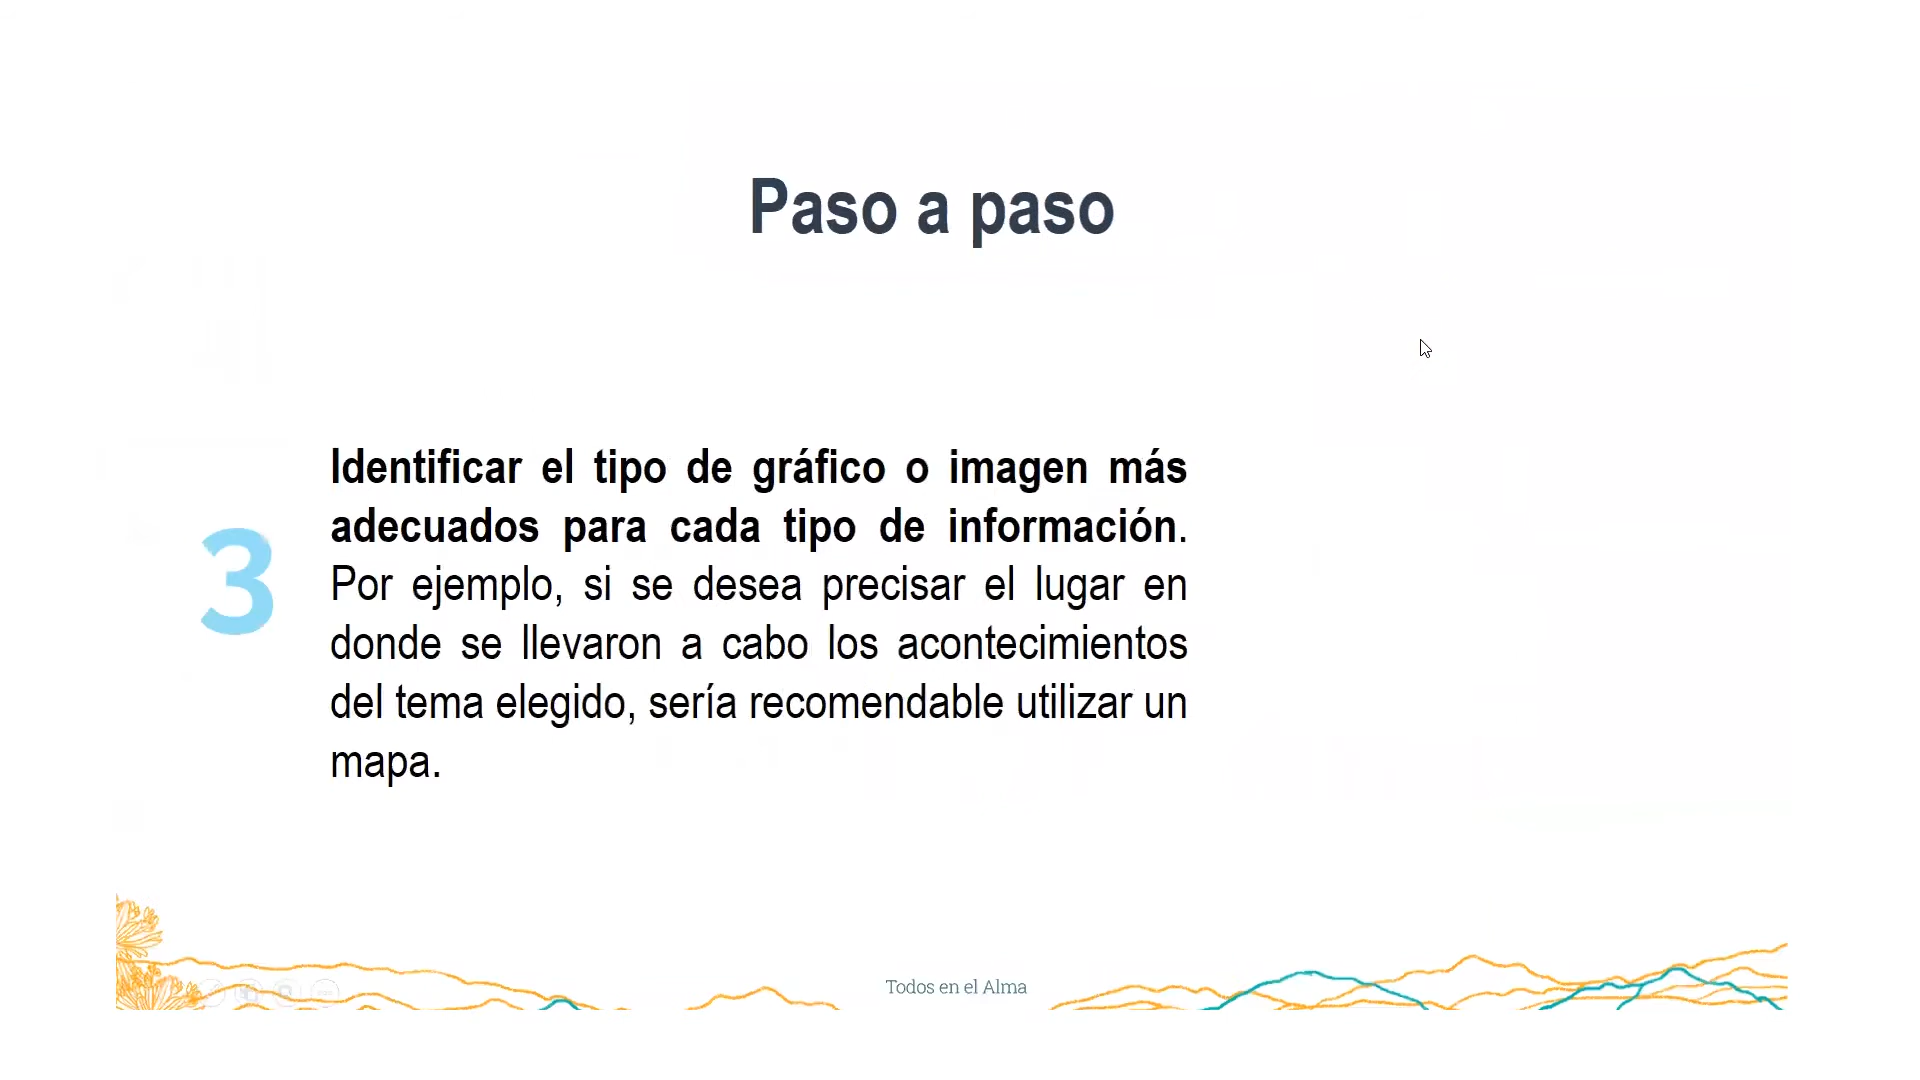 Paso a paso
3
Identificar el tipo de gráfico o imagen más
adecuados para cada tipo de información.
Por ejemplo, si se desea precisar el lugar en
donde se llevaron a cabo los acontecimientos
del tema elegido, sería recomendable utilizar un
mapa.
Todos en el Alma